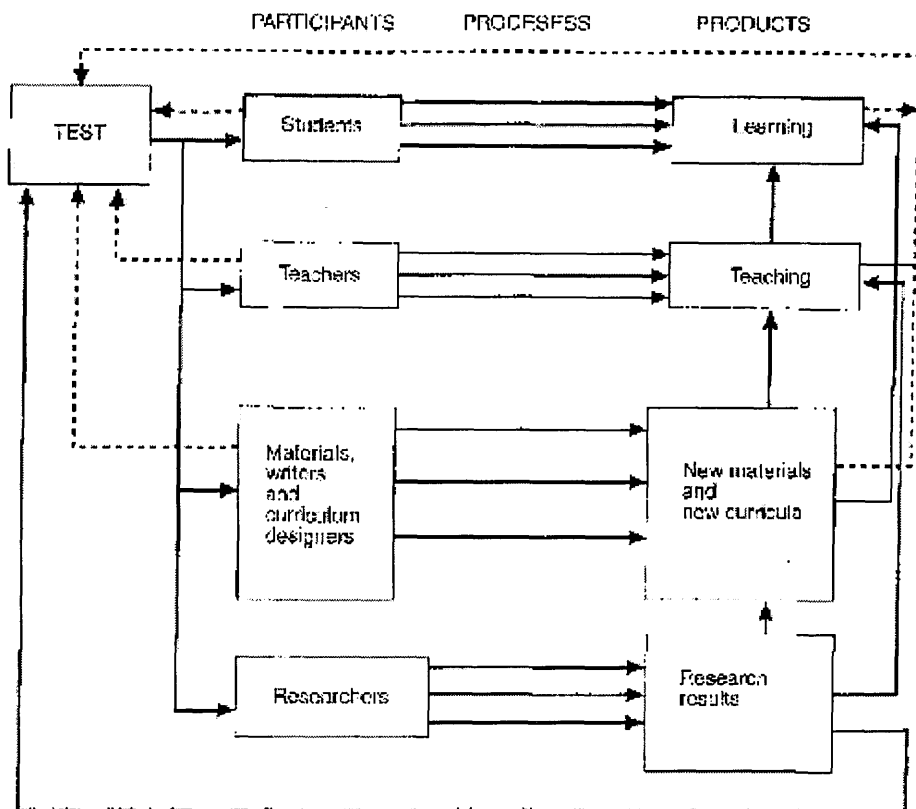 PARTICIPANTS PROCESESS PRODUCTS
TEST
Students
Learning
Teachers
Teaching
Materials,
writers
and
curriculum
designers
New materials
and
new curricula
Researchers
Research
results